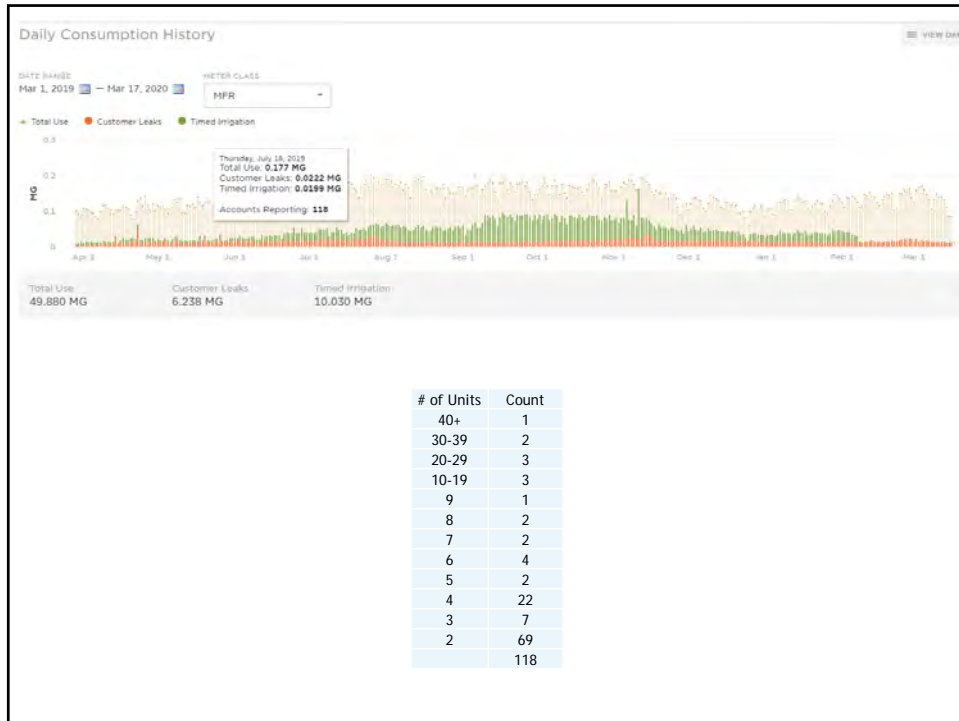 Daily Consumption History
VIEW DA
DATE RANGE
METER CLASS
Mar 1, 2019 — Mar 17, 2020
MFR
Total Use Customer Leaks Timed Irrigation
0.3
0.2
0.1
0
MG
Thursday, July 18, 2019
Total Use: 0.177 MG
Customer Leaks: 0.0222 MG
Timed Irrigation: 0.0199 MG
Accounts Reporting: 118
Apr 1 May 1 Jun 1 Jul 1 Aug 1 Sep 1 Oct 1 Nov 1 Dec 1 Jan 1 Feb 1 Mar 1
Total Use Customer Leaks Timed Irrigation
49.880 MG 6.238 MG 10.030 MG
# of Units Count
40+ 1
30-39 2
20-29 3
10-19 3
9 1
8 2
7 2
6 4
5 2
4 22
3 7
2 69
118